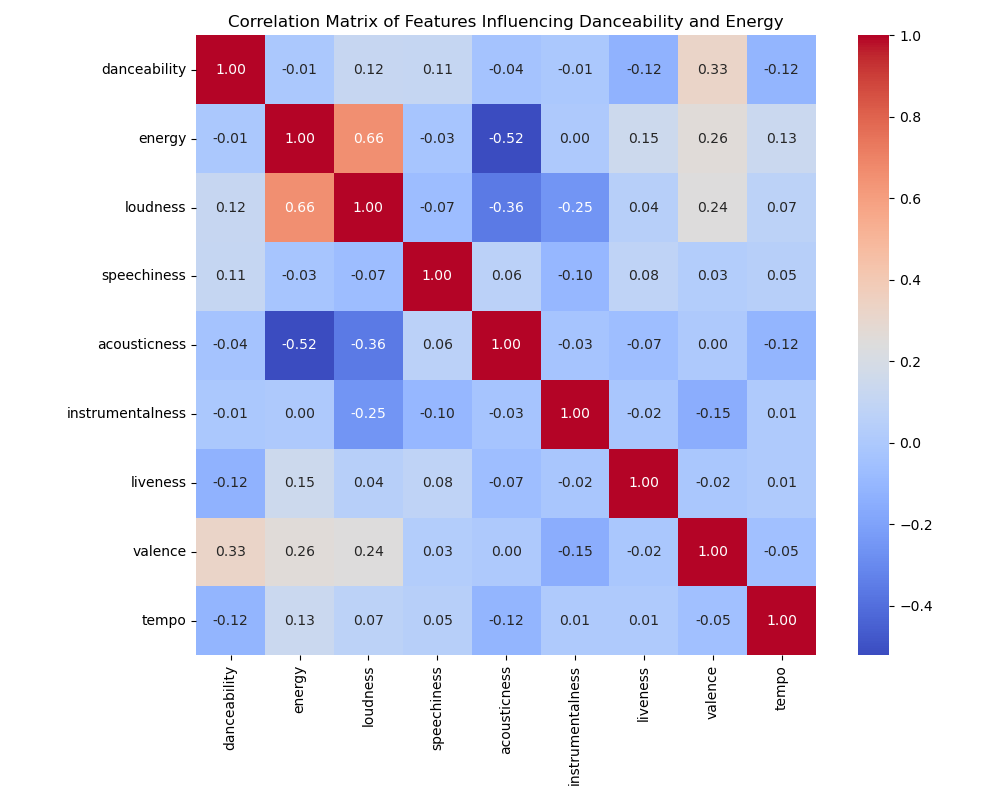 Correlation Matrix of Features Influencing Danceability and Energy
danceability 1.00 -0.01 0.12 0.11 -0.04 -0.01 -0.12 0.33 -0.12
energy -0.01 1.00 0.66 -0.03 -0.52 0.00 0.15 0.26 0.13
loudness 0.12 0.66 1.00 -0.07 -0.36 -0.25 0.04 0.24 0.07
speechiness 0.11 -0.03 -0.07 1.00 0.06 -0.10 0.08 0.03 0.05
acousticness -0.04 -0.52 -0.36 0.06 1.00 -0.03 -0.07 0.00 -0.12
instrumentalness -0.01 0.00 -0.25 -0.10 -0.03 1.00 -0.02 -0.15 0.01
liveness -0.12 0.15 0.04 0.08 -0.07 -0.02 1.00 -0.02 0.01
valence 0.33 0.26 0.24 0.03 0.00 -0.15 -0.02 1.00 -0.05
tempo -0.12 0.13 0.07 0.05 -0.12 0.01 0.01 -0.05 1.00
danceability
energy
loudness
speechiness
acousticness
instrumentalness
liveness
valence
tempo
1.0
0.8
0.6
0.4
0.2
0.0
−0.2
−0.4